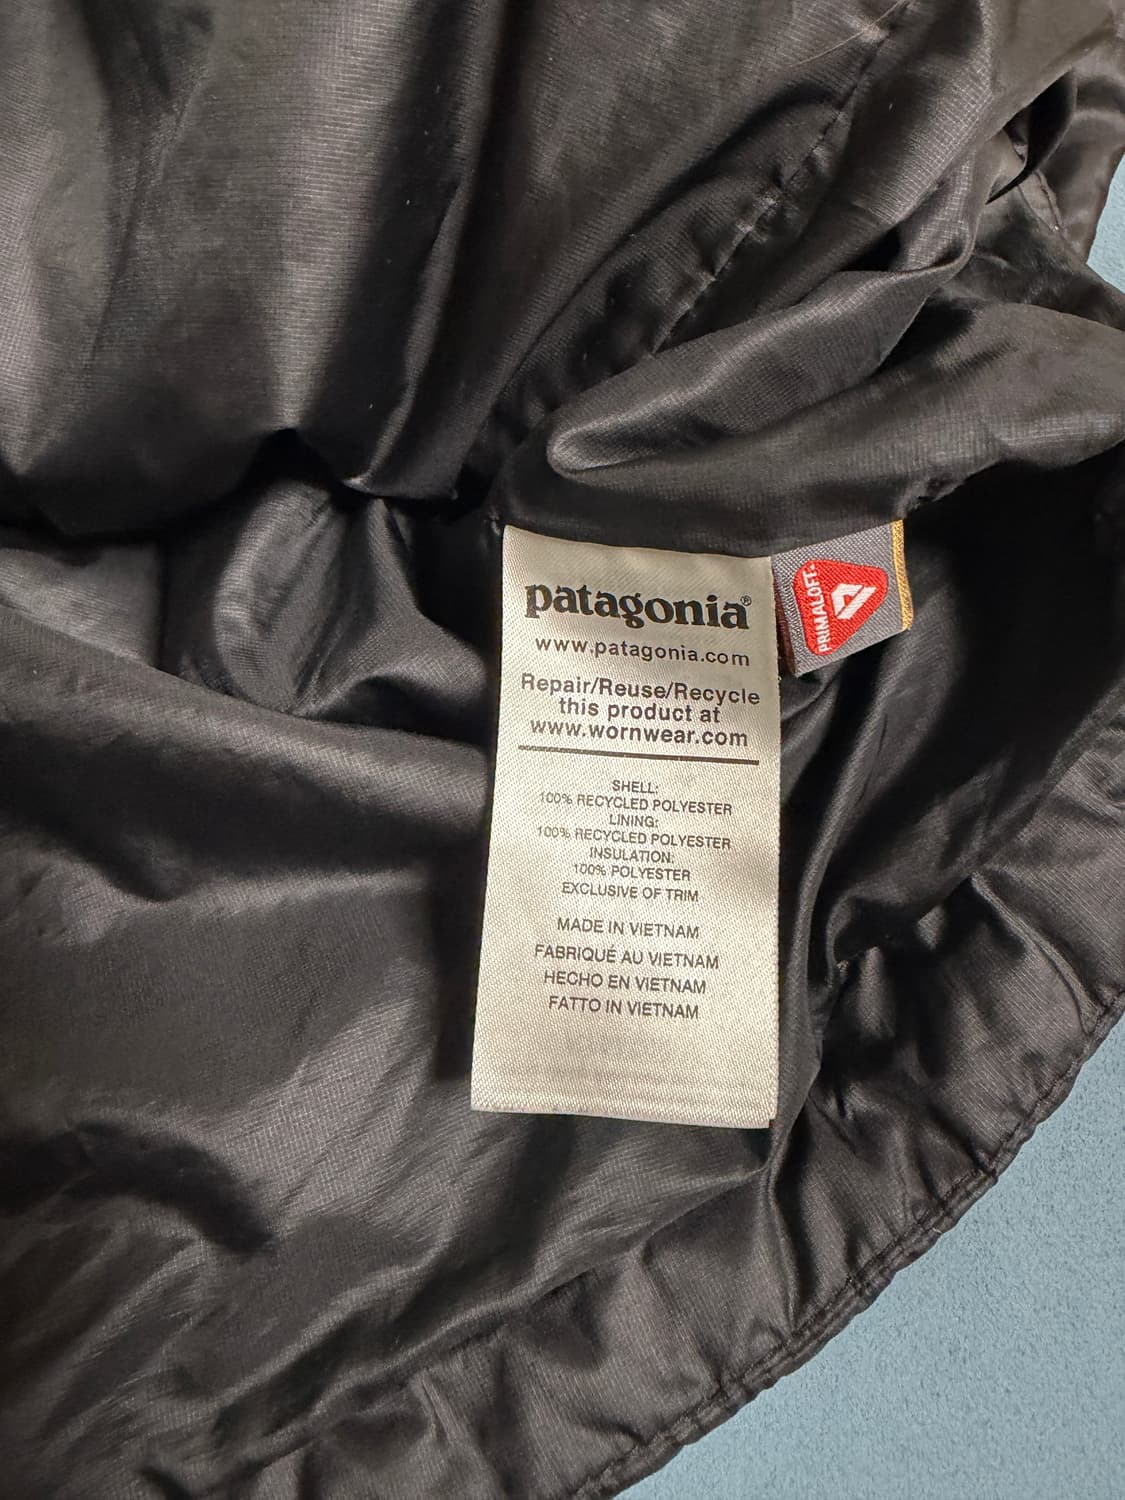 patagonia®
www.patagonia.com
Repair/Reuse/Recycle
this product at
www.wornwear.com
SHELL:
100% RECYCLED POLYESTER
LINING:
100% RECYCLED POLYESTER
INSULATION:
100% POLYESTER
EXCLUSIVE OF TRIM
MADE IN VIETNAM
FABRIQUÉ AU VIETNAM
HECHO EN VIETNAM
FATTO IN VIETNAM
PRIMALOFT®